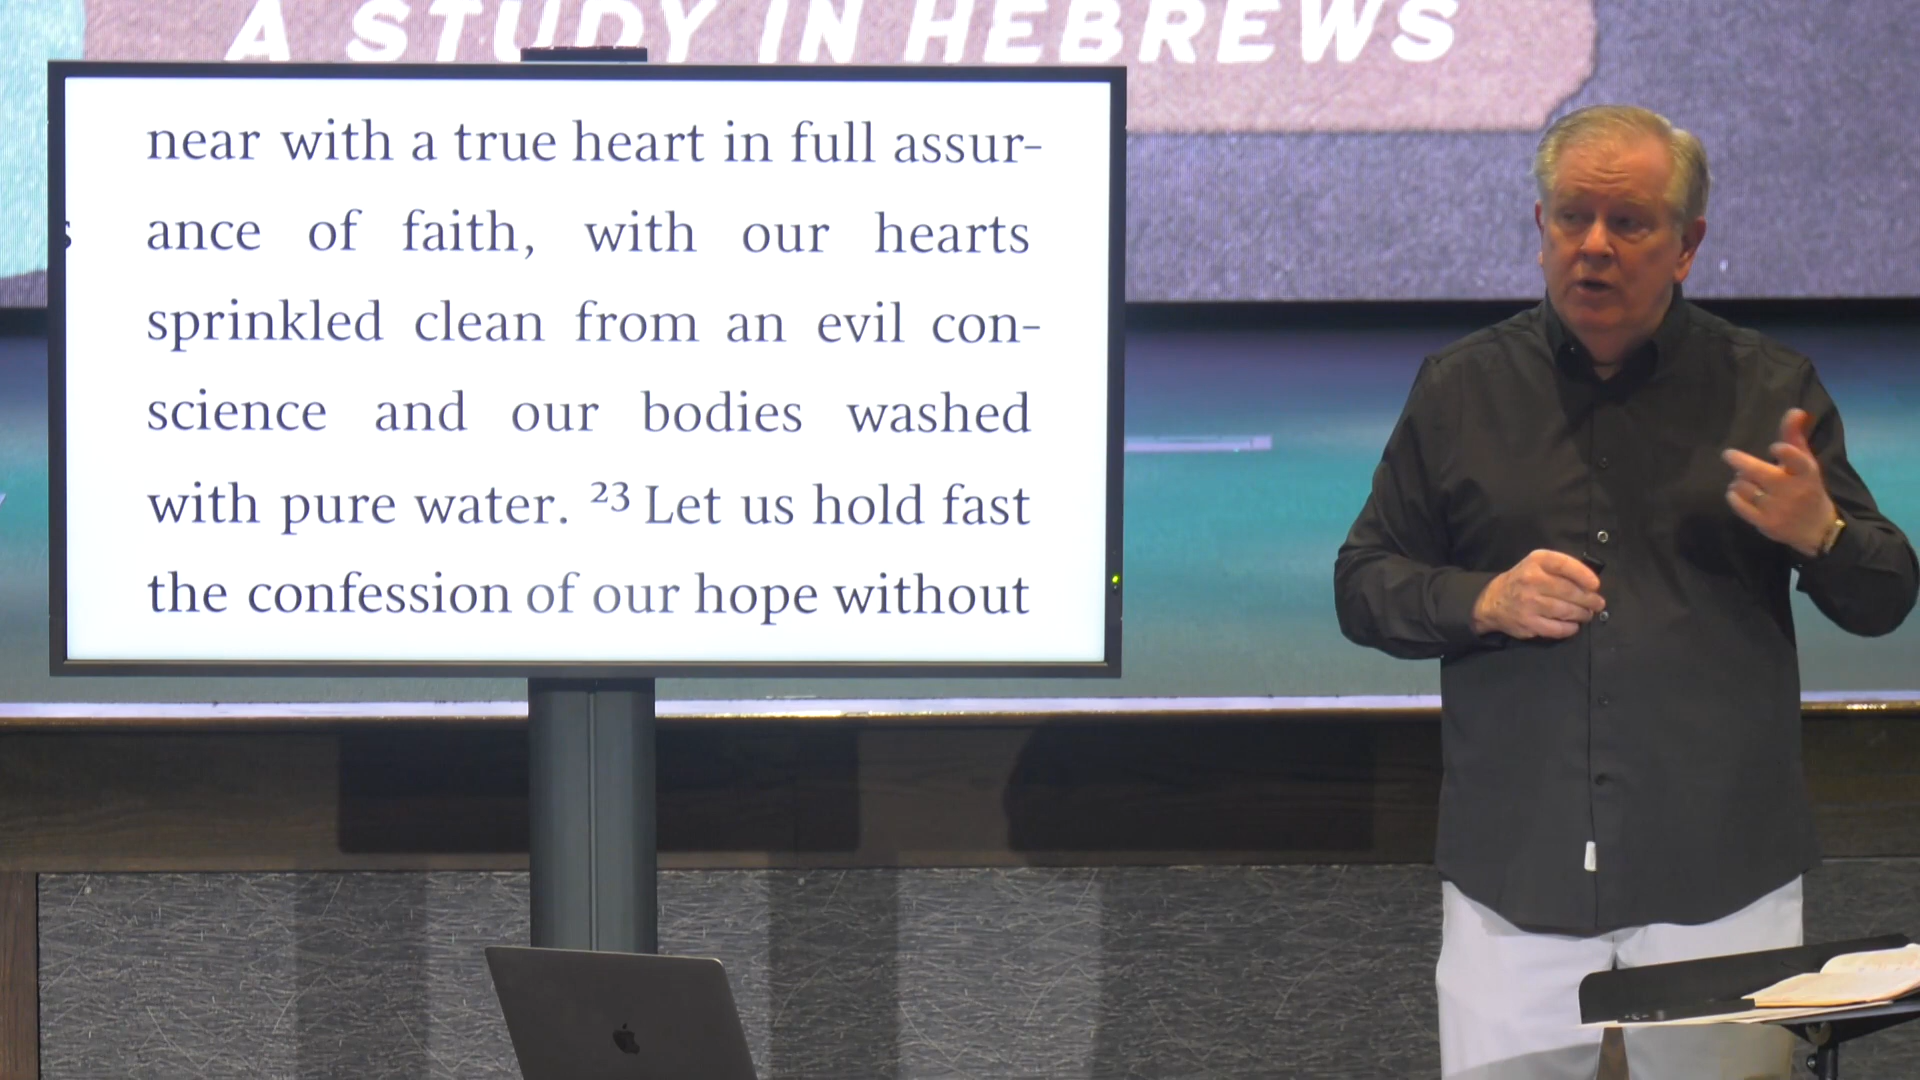 A STUDY IN HEBREWS
near with a true heart in full assur-
ance of faith, with our hearts
sprinkled clean from an evil con-
science and our bodies washed
with pure water. ²³ Let us hold fast
the confession of our hope without